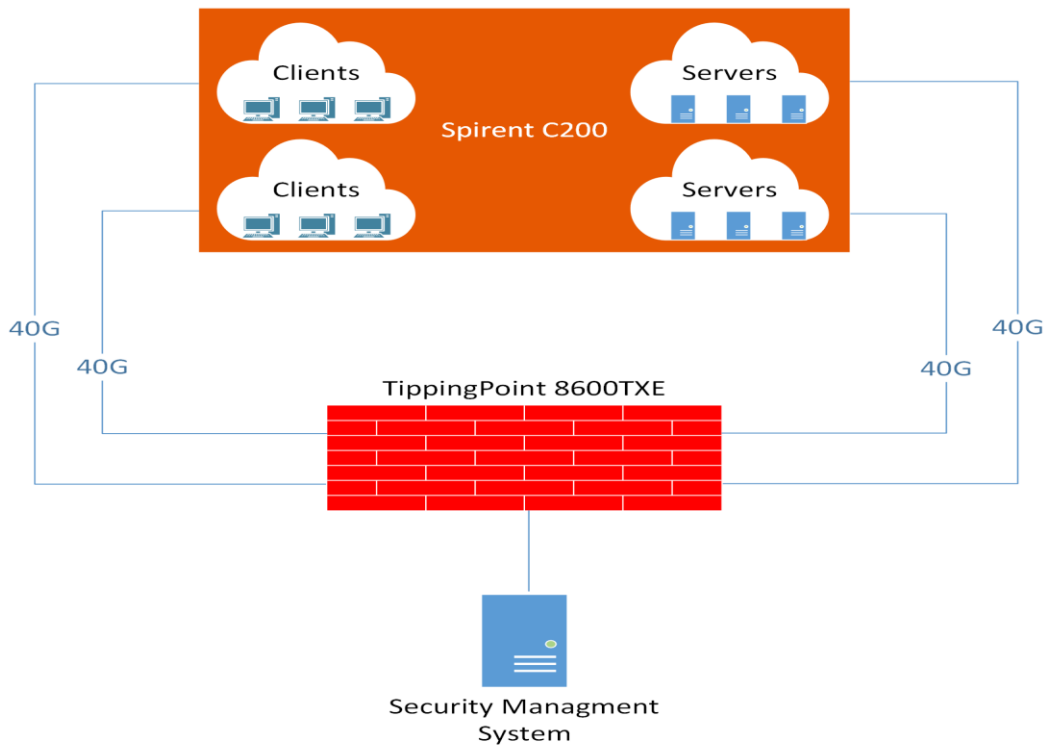 Clients
Servers
Spirent C200
Clients
Servers
40G
40G
40G
40G
TippingPoint 8600TXE
Security Managment
System